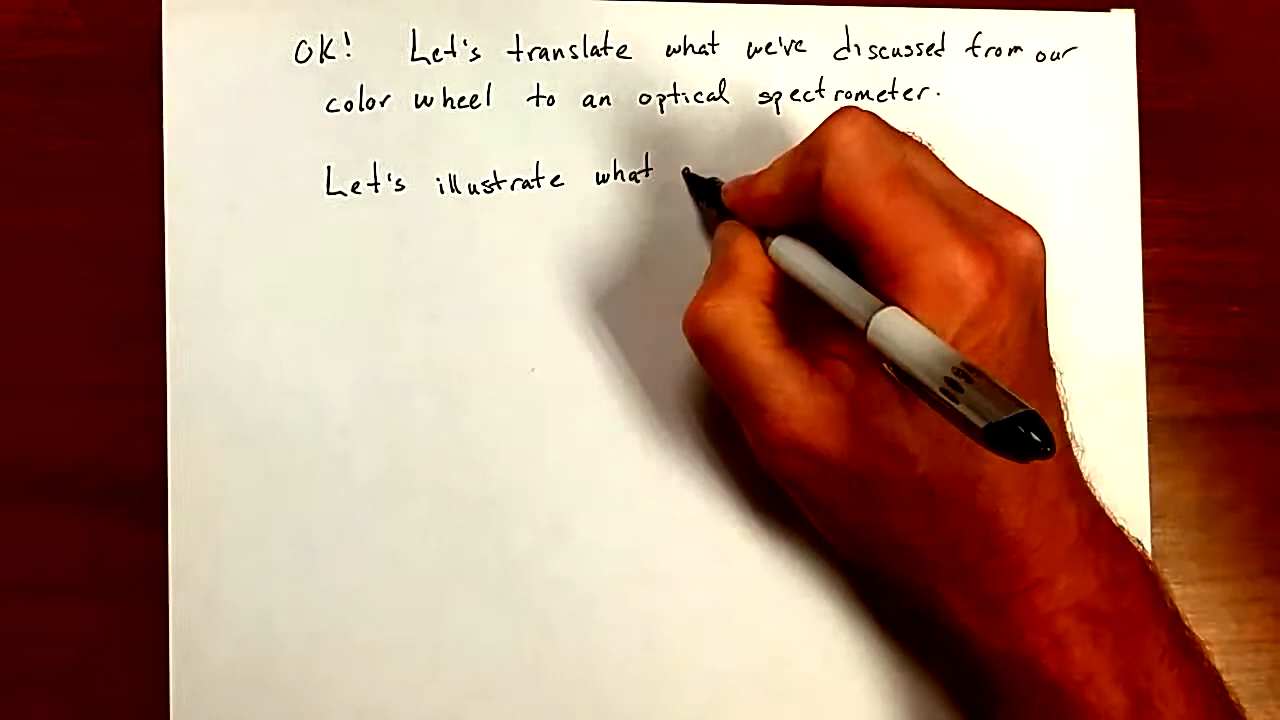 OK! Let's translate what we've discussed from our
color wheel to an optical spectrometer.
Let's illustrate what